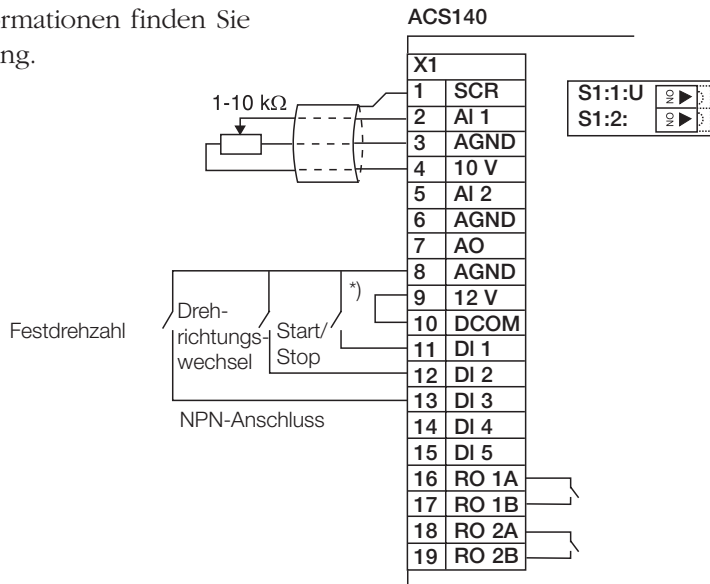 rmationen finden Sie
ng.
ACS140
X1
1 SCR
2 AI 1
3 AGND
4 10 V
5 AI 2
6 AGND
7 AO
8 AGND
9 12 V
10 DCOM
11 DI 1
12 DI 2
13 DI 3
14 DI 4
15 DI 5
16 RO 1A
17 RO 1B
18 RO 2A
19 RO 2B
S1:1:U ON
S1:2: ON
1-10 kΩ
*)
Festdrehzahl
Dreh-
richtungs-
wechsel
Start/
Stop
NPN-Anschluss